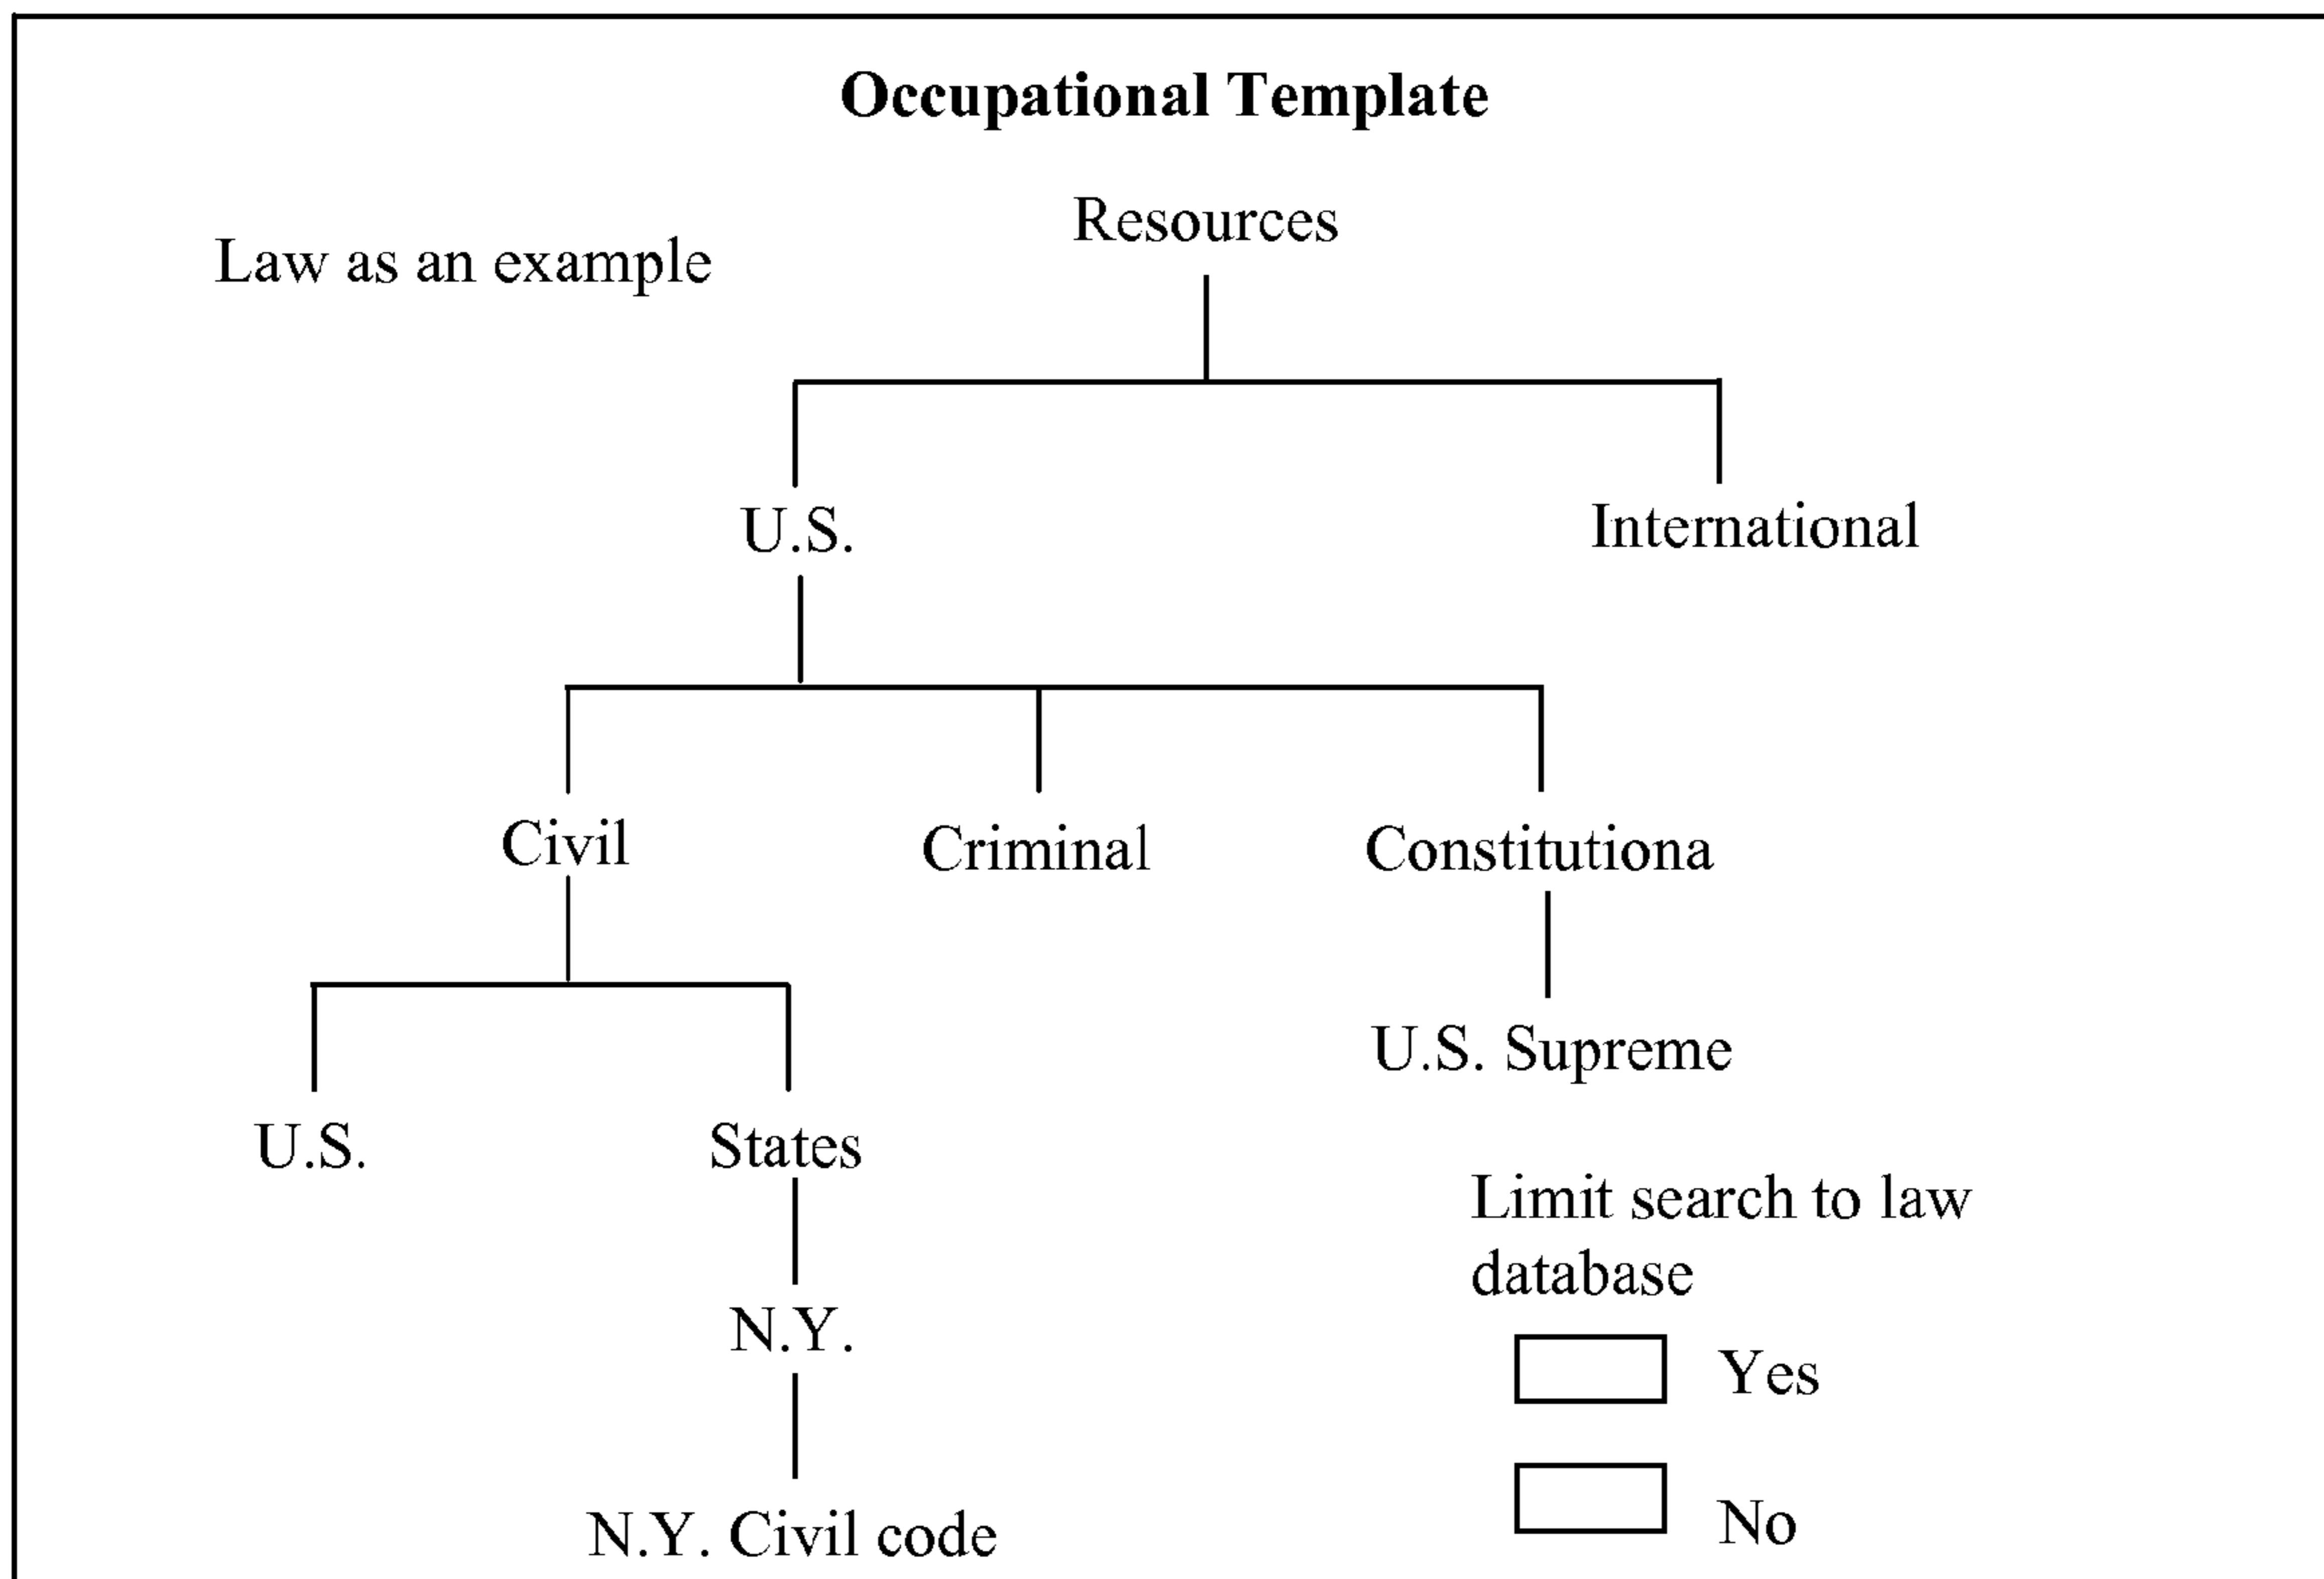 Occupational Template
Resources
Law as an example
U.S.
International
Civil
Criminal
Constitutiona
U.S. Supreme
U.S.
States
Limit search to law
database
N.Y.
Yes
N.Y. Civil code
No